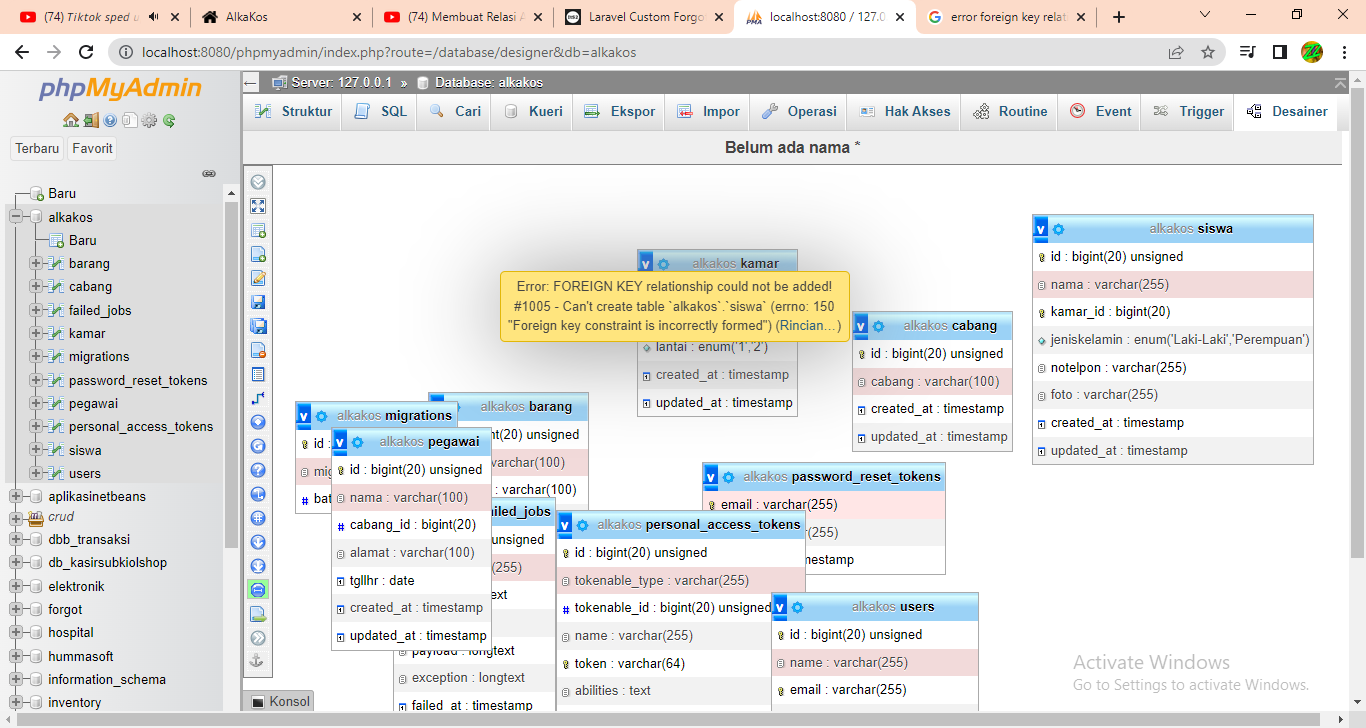 (74) Tiktok sped u
AlkaKos
(74) Membuat Relasi A
Laravel Custom Forgo
localhost:8080 / 127.0.
error foreign key relat
localhost:8080/phpmyadmin/index.php?route=/database/designer&db=alkakos
phpMyAdmin
Terbaru Favorit
Baru
alkakos
Baru
barang
cabang
failed_jobs
kamar
migrations
password_reset_tokens
pegawai
personal_access_tokens
siswa
users
aplikasinetbeans
crud
dbb_transaksi
db_kasirsubkiolshop
elektronik
forgot
hospital
hummasoft
information_schema
inventory
Server: 127.0.0.1 » Database: alkakos
Struktur SQL Cari Kueri Ekspor Impor Operasi Hak Akses Routine Event Trigger Desainer
Belum ada nama *
alkakos kamar
Error: FOREIGN KEY relationship could not be added!
#1005 - Can't create table `alkakos`.`siswa` (errno: 150
"Foreign key constraint is incorrectly formed") (Rincian…)
lantai : enum('1','2')
created_at : timestamp
updated_at : timestamp
alkakos cabang
id : bigint(20) unsigned
cabang : varchar(100)
created_at : timestamp
updated_at : timestamp
alkakos siswa
id : bigint(20) unsigned
nama : varchar(255)
kamar_id : bigint(20)
jeniskelamin : enum('Laki-Laki','Perempuan')
notelpon : varchar(255)
foto : varchar(255)
created_at : timestamp
updated_at : timestamp
alkakos migrations
id :
mig
bat
alkakos barang
nt(20) unsigned
varchar(100)
: varchar(100)
alkakos pegawai
id : bigint(20) unsigned
nama : varchar(100)
cabang_id : bigint(20)
alamat : varchar(100)
tgllhr : date
created_at : timestamp
updated_at : timestamp
ailed_jobs
unsigned
(255)
ext
payload : longtext
exception : longtext
failed_at : timestamp
alkakos password_reset_tokens
email : varchar(255)
(255)
mestamp
alkakos personal_access_tokens
id : bigint(20) unsigned
tokenable_type : varchar(255)
tokenable_id : bigint(20) unsigned
name : varchar(255)
token : varchar(64)
abilities : text
alkakos users
id : bigint(20) unsigned
name : varchar(255)
email : varchar(255)
Konsol
Activate Windows
Go to Settings to activate Windows.